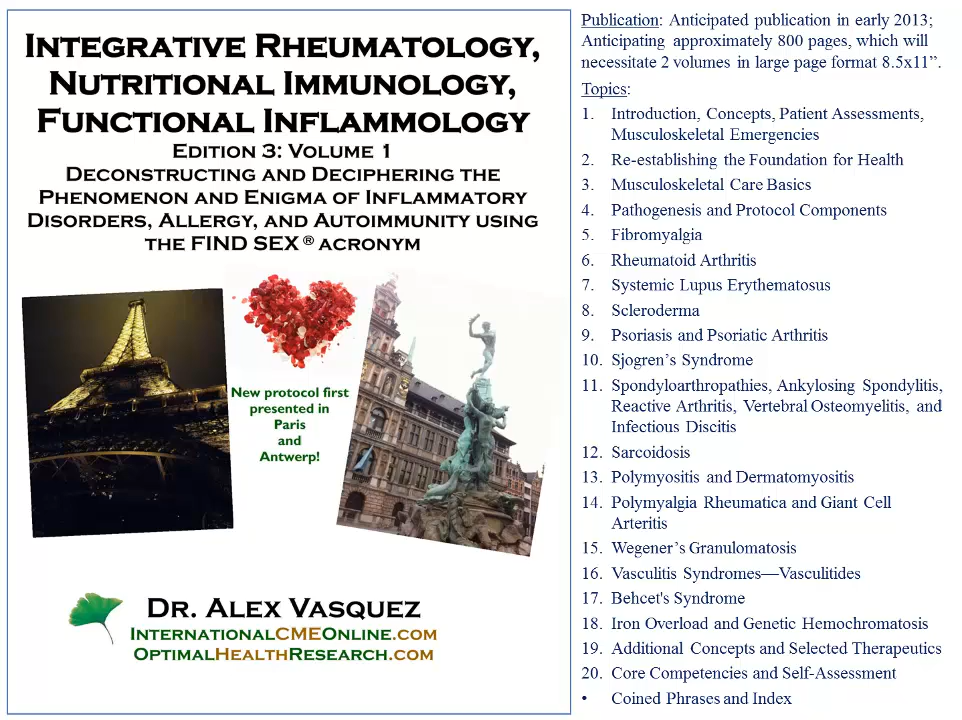 INTEGRATIVE RHEUMATOLOGY,
NUTRITIONAL IMMUNOLOGY,
FUNCTIONAL INFLAMMOLOGY
EDITION 3: VOLUME 1
DECONSTRUCTING AND DECIPHERING THE
PHENOMENON AND ENIGMA OF INFLAMMATORY
DISORDERS, ALLERGY, AND AUTOIMMUNITY USING
THE FIND SEX ® ACRONYM
New protocol first
presented in
Paris
and
Antwerp!
DR. ALEX VASQUEZ
INTERNATIONALCMEONLINE.COM
OPTIMALHEALTHRESEARCH.COM
Publication: Anticipated publication in early 2013;
Anticipating approximately 800 pages, which will
necessitate 2 volumes in large page format 8.5x11”.
Topics:
1. Introduction, Concepts, Patient Assessments,
Musculoskeletal Emergencies
2. Re-establishing the Foundation for Health
3. Musculoskeletal Care Basics
4. Pathogenesis and Protocol Components
5. Fibromyalgia
6. Rheumatoid Arthritis
7. Systemic Lupus Erythematosus
8. Scleroderma
9. Psoriasis and Psoriatic Arthritis
10. Sjogren’s Syndrome
11. Spondyloarthropathies, Ankylosing Spondylitis,
Reactive Arthritis, Vertebral Osteomyelitis, and
Infectious Discitis
12. Sarcoidosis
13. Polymyositis and Dermatomyositis
14. Polymyalgia Rheumatica and Giant Cell
Arteritis
15. Wegener’s Granulomatosis
16. Vasculitis Syndromes—Vasculitides
17. Behcet's Syndrome
18. Iron Overload and Genetic Hemochromatosis
19. Additional Concepts and Selected Therapeutics
20. Core Competencies and Self-Assessment
• Coined Phrases and Index